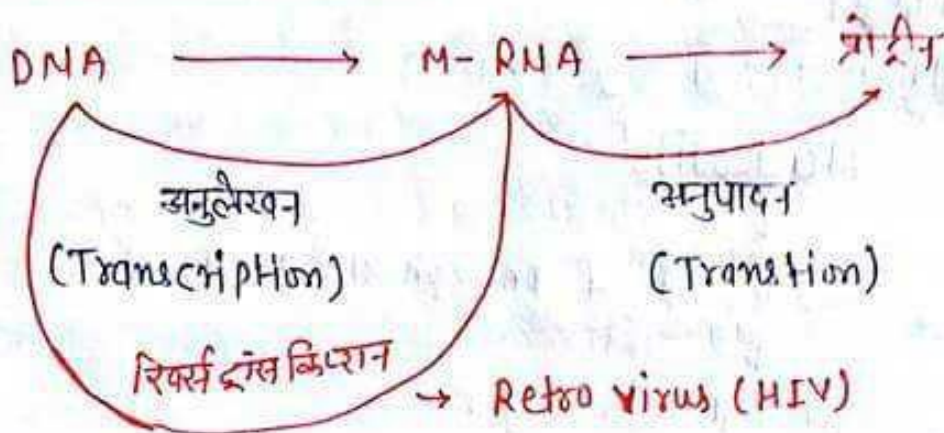 DNA → M-RNA → प्रोटीन
अनुलेखन अनुपादन
(Transcription) (Transtion)
रिवर्स ट्रांसक्रिप्शन → Retro virus (HIV)